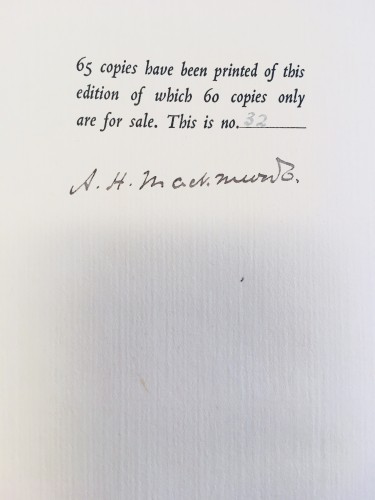 65 copies have been printed of this
edition of which 60 copies only
are for sale. This is no. 32
A. H. Mackmurdo.